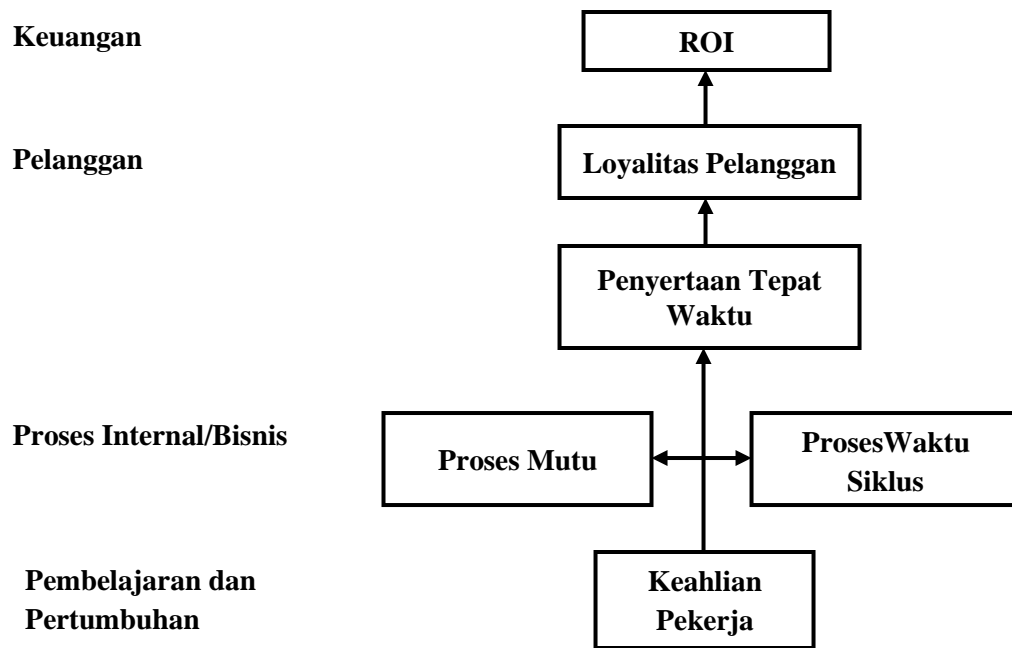 Keuangan
ROI
Pelanggan
Loyalitas Pelanggan
Penyertaan Tepat
Waktu
Proses Internal/Bisnis
Proses Mutu
ProsesWaktu
Siklus
Pembelajaran dan
Pertumbuhan
Keahlian
Pekerja